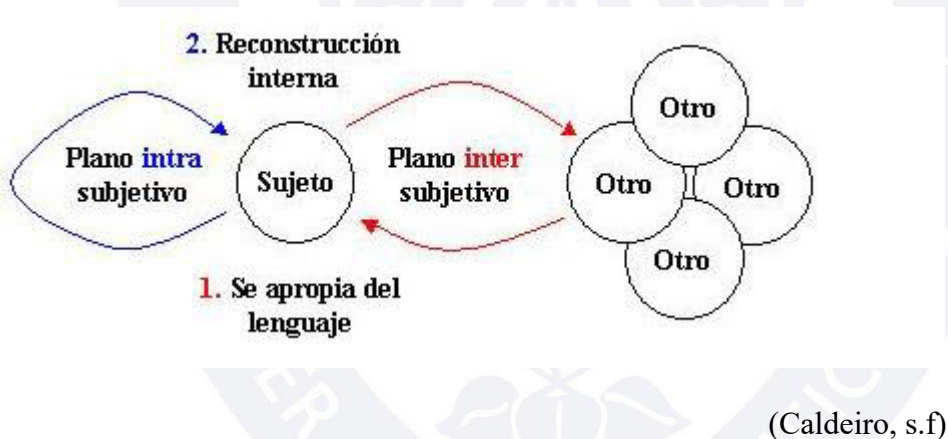 2. Reconstrucción
interna
Plano intra
subjetivo
Sujeto
Plano inter
subjetivo
Otro
Otro
Otro
Otro
1. Se apropia del
lenguaje
(Caldeiro, s.f)